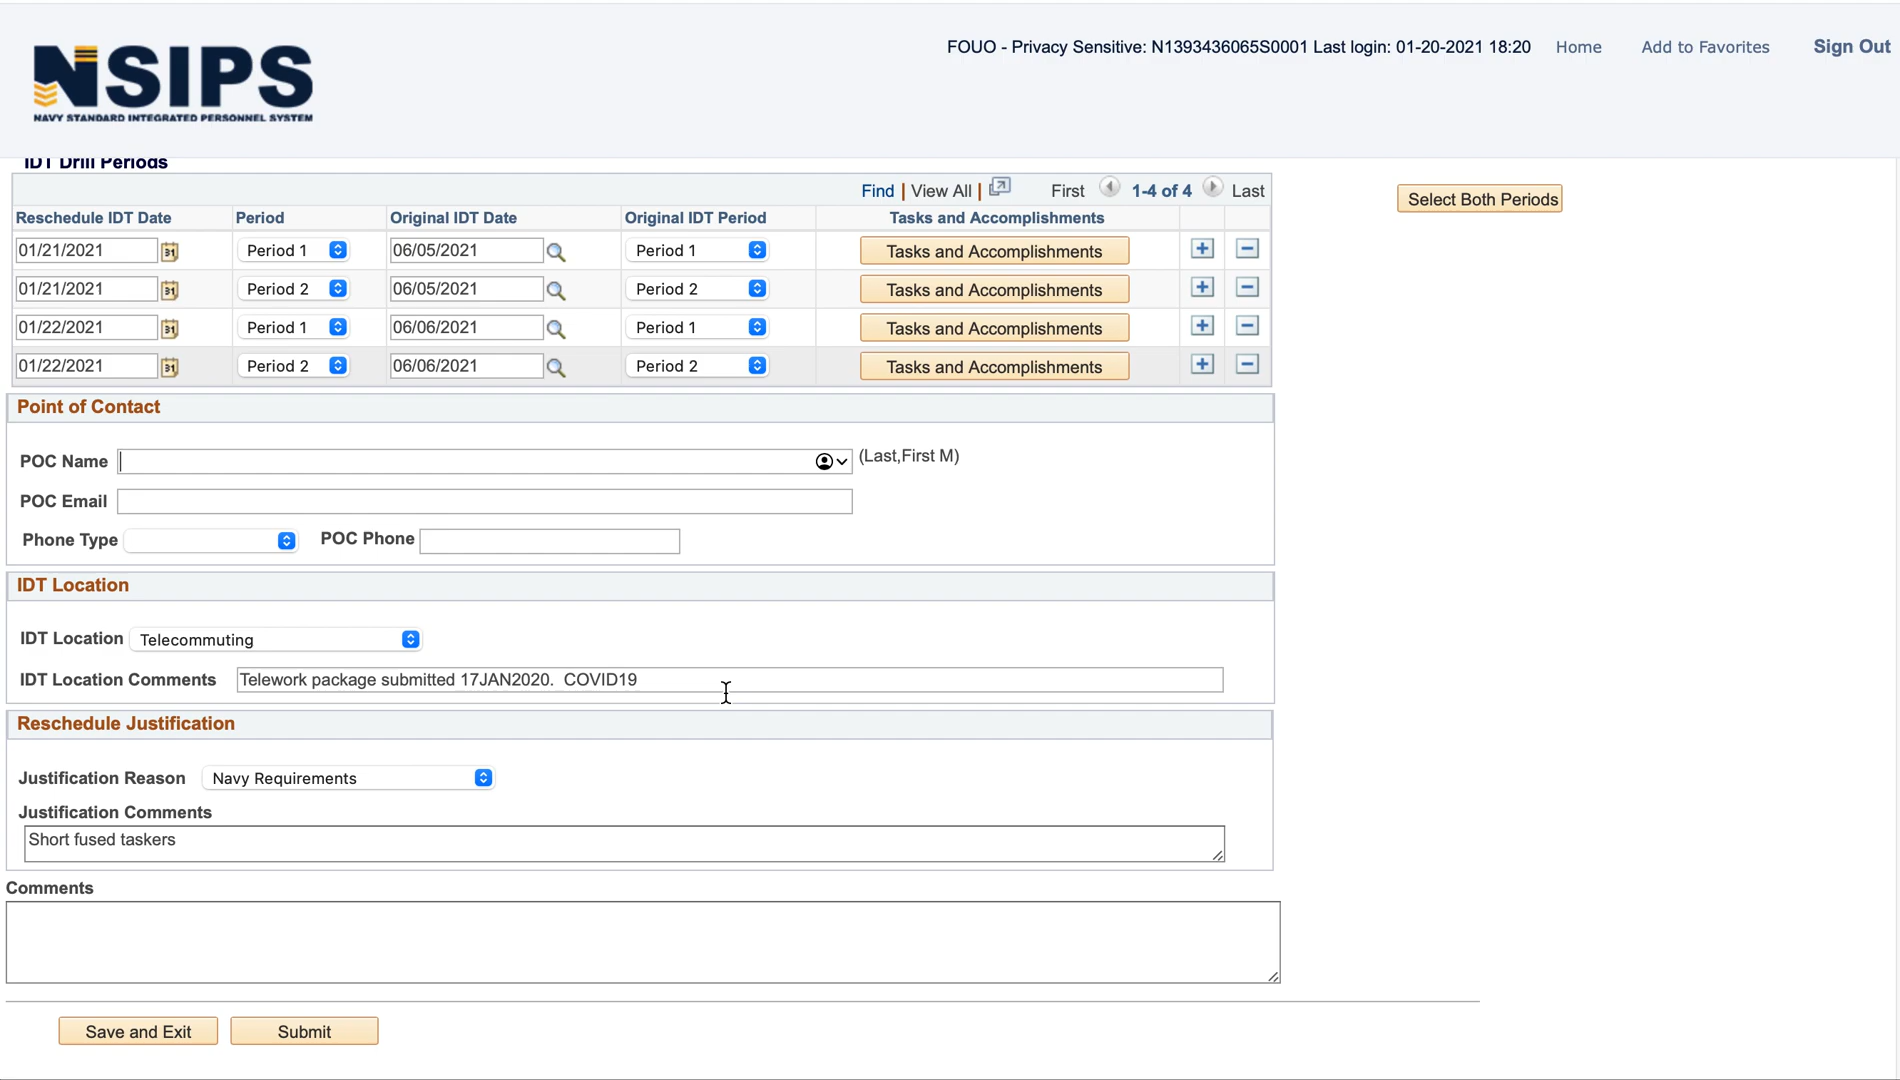 NSIPS
NAVY STANDARD INTEGRATED PERSONNEL SYSTEM
FOUO - Privacy Sensitive: N1393436065S0001 Last login: 01-20-2021 18:20 Home Add to Favorites Sign Out
IDT Drill Periods
Find | View All | First 1-4 of 4 Last
Select Both Periods
Reschedule IDT Date Period Original IDT Date Original IDT Period Tasks and Accomplishments
01/21/2021 31 Period 1 06/05/2021 Period 1 Tasks and Accomplishments
01/21/2021 31 Period 2 06/05/2021 Period 2 Tasks and Accomplishments
01/22/2021 31 Period 1 06/06/2021 Period 1 Tasks and Accomplishments
01/22/2021 31 Period 2 06/06/2021 Period 2 Tasks and Accomplishments
Point of Contact
POC Name (Last,First M)
POC Email
Phone Type POC Phone
IDT Location
IDT Location Telecommuting
IDT Location Comments Telework package submitted 17JAN2020.  COVID19
Reschedule Justification
Justification Reason Navy Requirements
Justification Comments
Short fused taskers
Comments
Save and Exit Submit